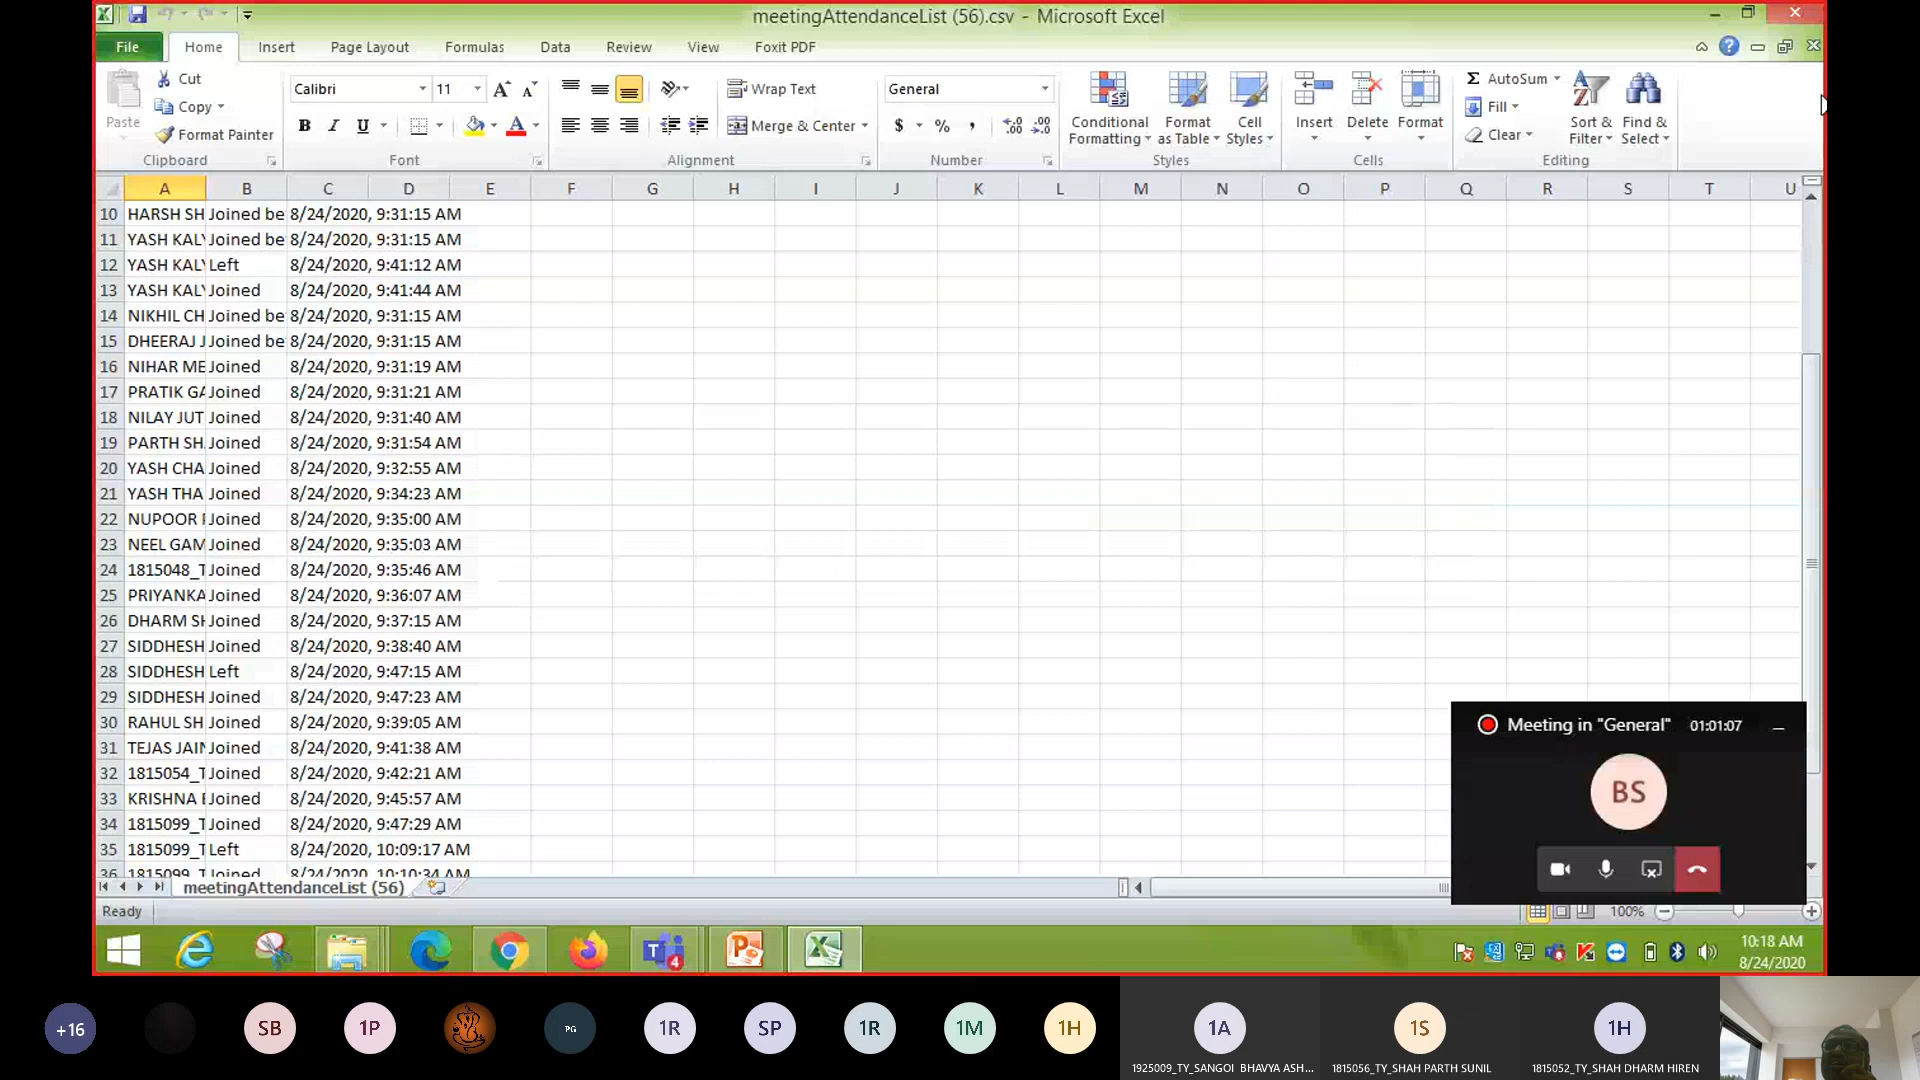 meetingAttendanceList (56).csv - Microsoft Excel
File Home Insert Page Layout Formulas Data Review View Foxit PDF
Paste Cut Copy Format Painter Clipboard
Calibri 11 B I U Font
Wrap Text Merge & Center Alignment
General $ % , Number
Conditional Formatting Format as Table Cell Styles Styles
Insert Delete Format Cells
Σ AutoSum Fill Clear Sort & Filter Find & Select Editing
A B C D E F G H I J K L M N O P Q R S T U
10 HARSH SH Joined be 8/24/2020, 9:31:15 AM
11 YASH KALY Joined be 8/24/2020, 9:31:15 AM
12 YASH KALY Left 8/24/2020, 9:41:12 AM
13 YASH KALY Joined 8/24/2020, 9:41:44 AM
14 NIKHIL CH Joined be 8/24/2020, 9:31:15 AM
15 DHEERAJ J Joined be 8/24/2020, 9:31:15 AM
16 NIHAR ME Joined 8/24/2020, 9:31:19 AM
17 PRATIK GA Joined 8/24/2020, 9:31:21 AM
18 NILAY JUT Joined 8/24/2020, 9:31:40 AM
19 PARTH SH Joined 8/24/2020, 9:31:54 AM
20 YASH CHA Joined 8/24/2020, 9:32:55 AM
21 YASH THA Joined 8/24/2020, 9:34:23 AM
22 NUPOOR Joined 8/24/2020, 9:35:00 AM
23 NEEL GAM Joined 8/24/2020, 9:35:03 AM
24 1815048_T Joined 8/24/2020, 9:35:46 AM
25 PRIYANKA Joined 8/24/2020, 9:36:07 AM
26 DHARM SH Joined 8/24/2020, 9:37:15 AM
27 SIDDHESH Joined 8/24/2020, 9:38:40 AM
28 SIDDHESH Left 8/24/2020, 9:47:15 AM
29 SIDDHESH Joined 8/24/2020, 9:47:23 AM
30 RAHUL SH Joined 8/24/2020, 9:39:05 AM
31 TEJAS JAIN Joined 8/24/2020, 9:41:38 AM
32 1815054_T Joined 8/24/2020, 9:42:21 AM
33 KRISHNA Joined 8/24/2020, 9:45:57 AM
34 1815099_T Joined 8/24/2020, 9:47:29 AM
35 1815099_T Left 8/24/2020, 10:09:17 AM
36 1815099_T Joined 8/24/2020, 10:10:34 AM
Meeting in "General" 01:01:07
BS
meetingAttendanceList (56)
Ready 100%
10:18 AM
8/24/2020
+16 SB 1P PG 1R SP 1R 1M 1H 1A 1S 1H
1925009_TY_SANGOI BHAVYA ASH... 1815056_TY_SHAH PARTH SUNIL 1815052_TY_SHAH DHARM HIREN